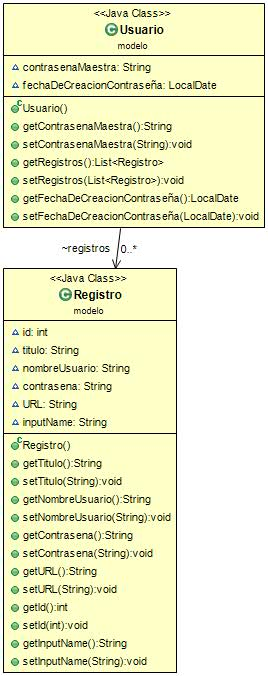 <<Java Class>>
Usuario
modelo
contrasenaMaestra: String
fechaDeCreacionContraseña: LocalDate
Usuario()
getContrasenaMaestra():String
setContrasenaMaestra(String):void
getRegistros():List<Registro>
setRegistros(List<Registro>):void
getFechaDeCreacionContraseña():LocalDate
setFechaDeCreacionContraseña(LocalDate):void
~registros 0..*
<<Java Class>>
Registro
modelo
id: int
titulo: String
nombreUsuario: String
contrasena: String
URL: String
inputName: String
Registro()
getTitulo():String
setTitulo(String):void
getNombreUsuario():String
setNombreUsuario(String):void
getContrasena():String
setContrasena(String):void
getURL():String
setURL(String):void
getId():int
setId(int):void
getInputName():String
setInputName(String):void